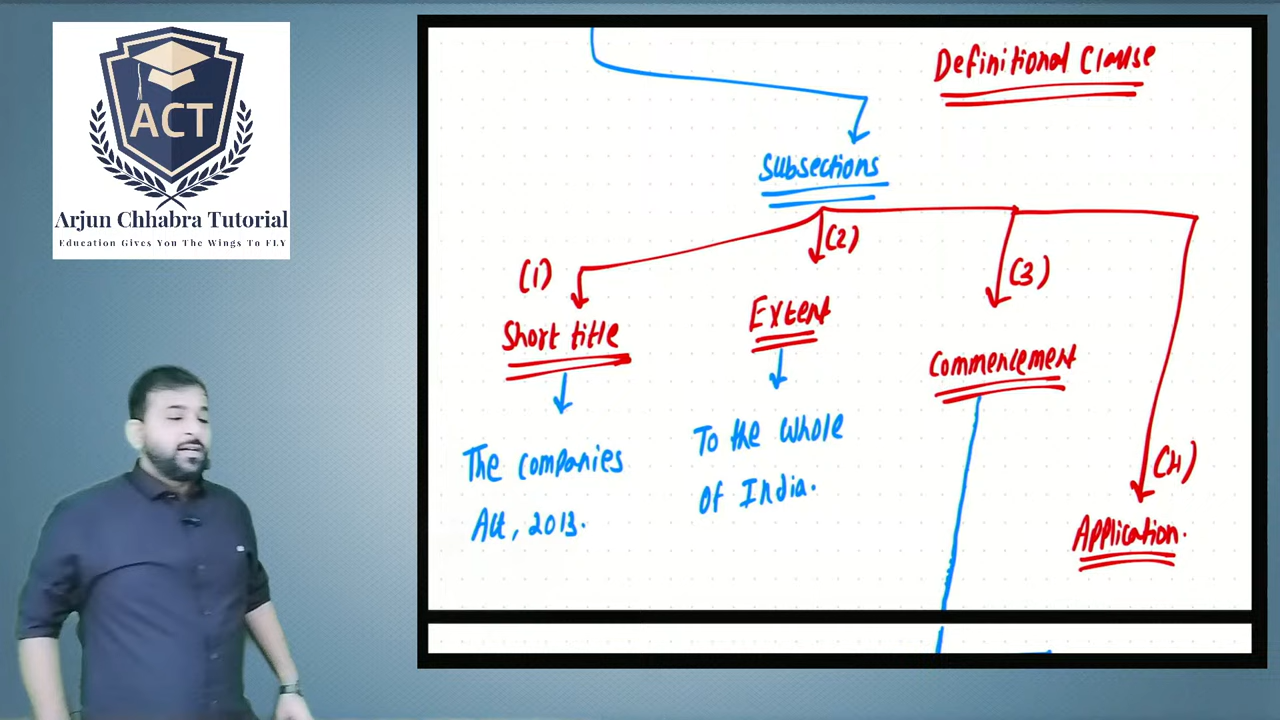 ACT
Arjun Chhabra Tutorial
Education Gives You The Wings To FLY
Definitional Clause
Subsections
(1)
Short title
The Companies
Act, 2013.
(2)
Extent
To the whole
of India.
(3)
Commencement
(4)
Application.